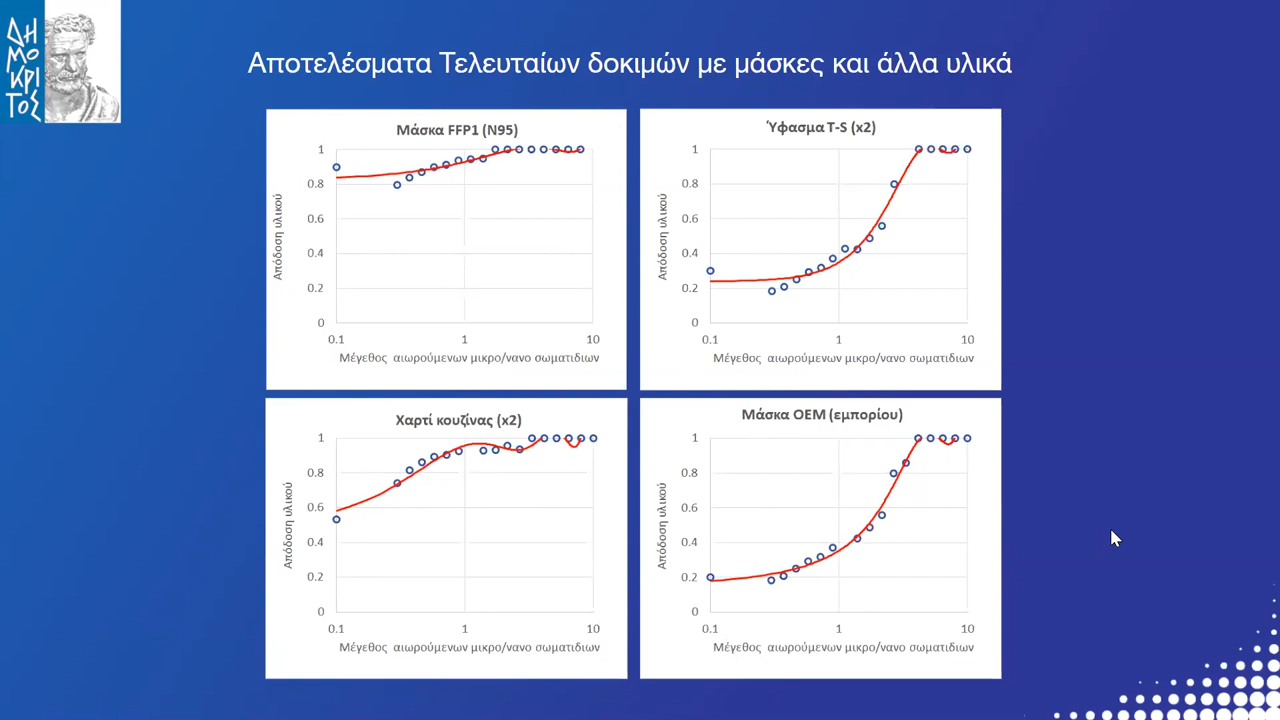 ΔΗ
ΜΟ
ΚΡΙ
ΤΟΣ
Αποτελέσματα Τελευταίων δοκιμών με μάσκες και άλλα υλικά
Μάσκα FFP1 (N95)
Απόδοση υλικού
1
0.8
0.6
0.4
0.2
0
0.1
1
10
Μέγεθος αιωρούμενων μικρο/νανο σωματιδιων
Ύφασμα T-S (x2)
Απόδοση υλικού
1
0.8
0.6
0.4
0.2
0
0.1
1
10
Μέγεθος αιωρούμενων μικρο/νανο σωματιδιων
Χαρτί κουζίνας (x2)
Απόδοση υλικού
1
0.8
0.6
0.4
0.2
0
0.1
1
10
Μέγεθος αιωρούμενων μικρο/νανο σωματιδιων
Μάσκα OEM (εμπορίου)
Απόδοση υλικού
1
0.8
0.6
0.4
0.2
0
0.1
1
10
Μέγεθος αιωρούμενων μικρο/νανο σωματιδιων